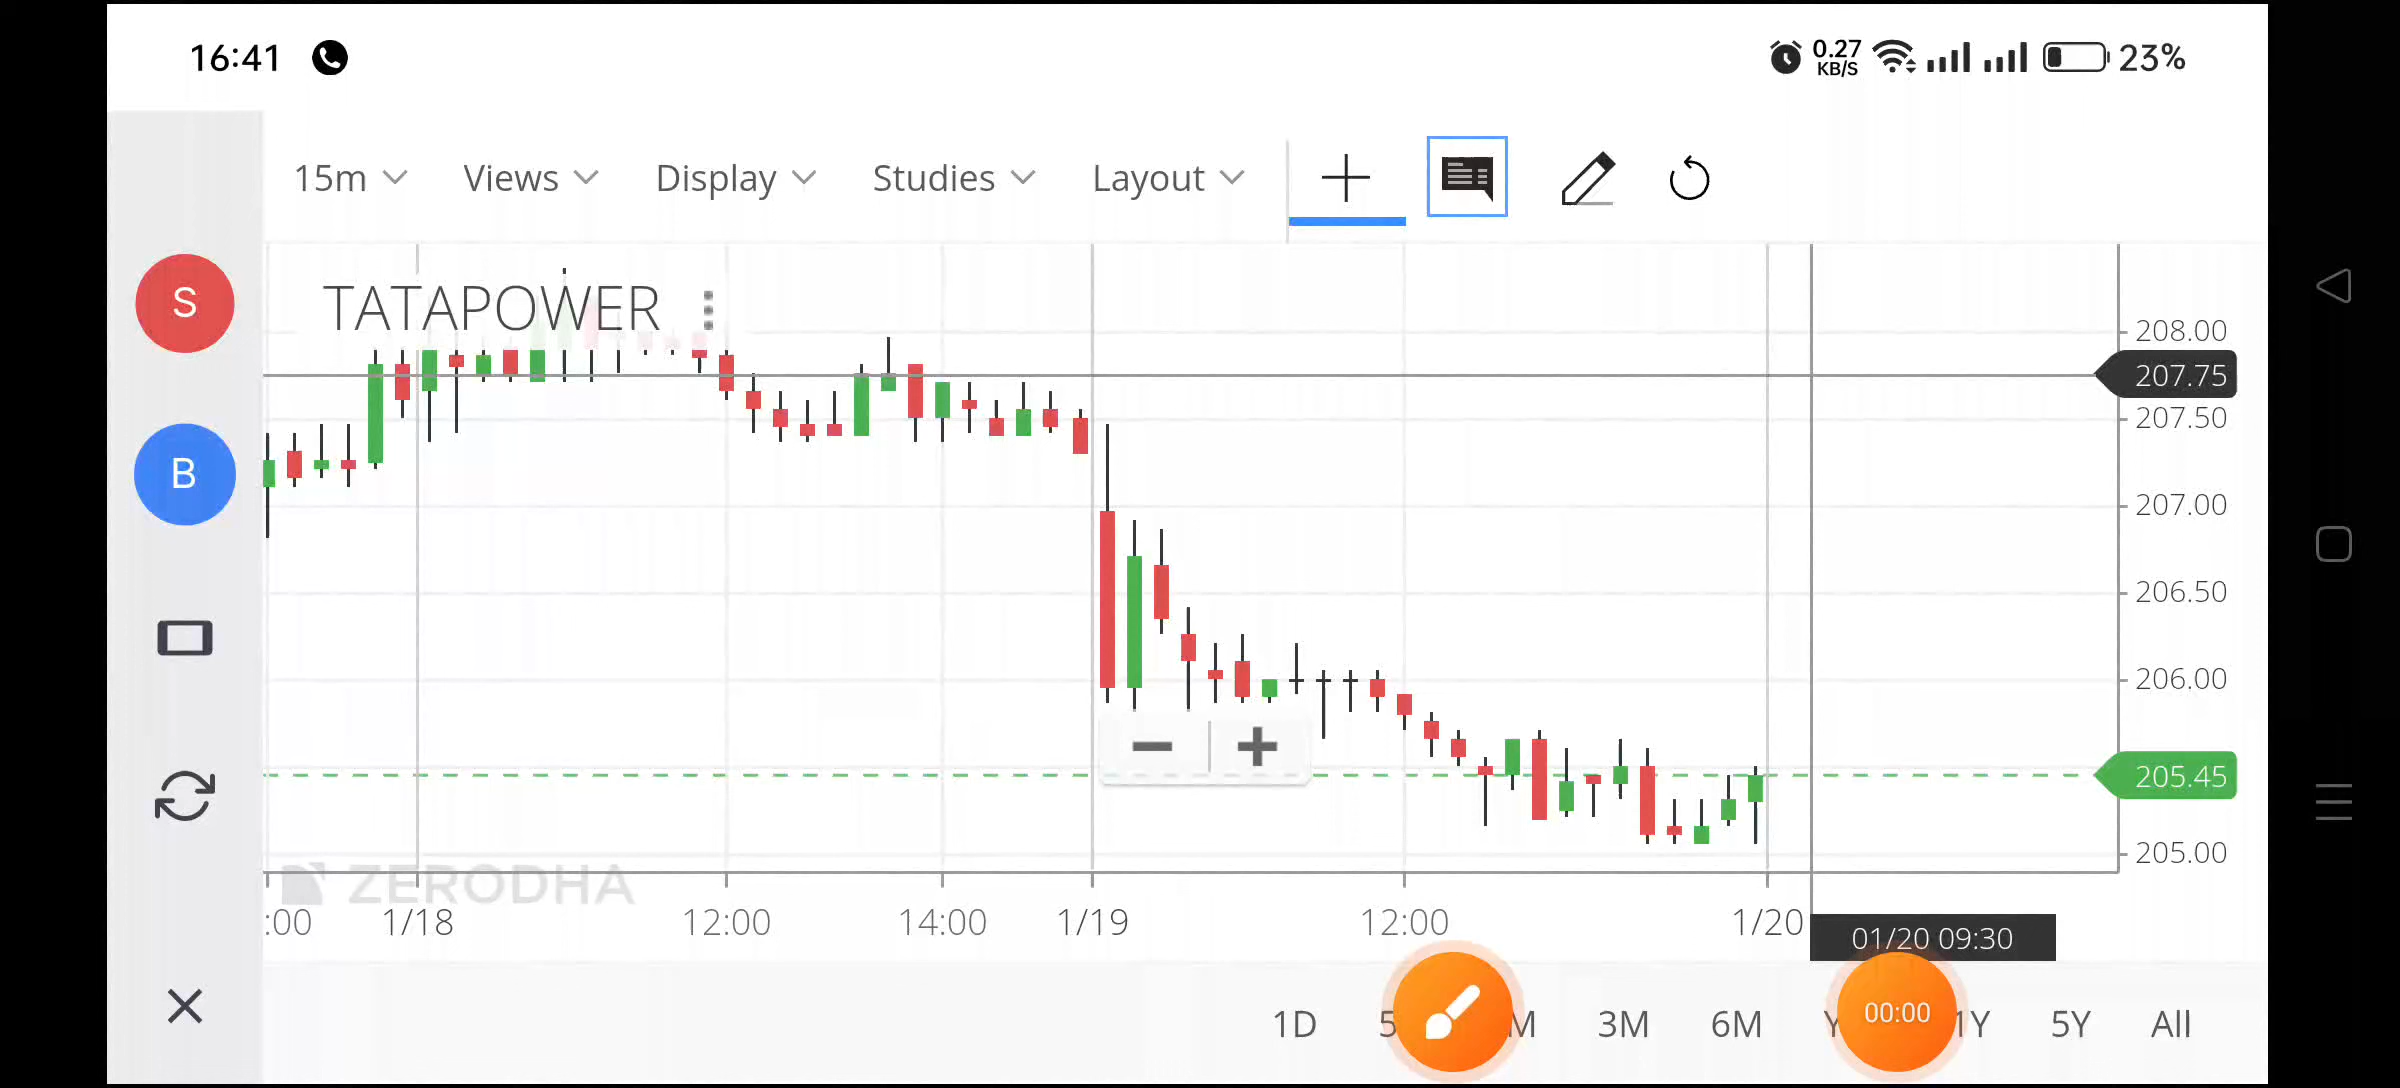 16:41
0.27
KB/S
23%
15m Views Display Studies Layout
S
B
TATAPOWER
208.00
207.75
207.50
207.00
206.50
206.00
205.45
205.00
ZERODHA
:00 1/18 12:00 14:00 1/19 12:00 1/20
01/20 09:30
1D 5 M 3M 6M Y 1Y 5Y All
00:00